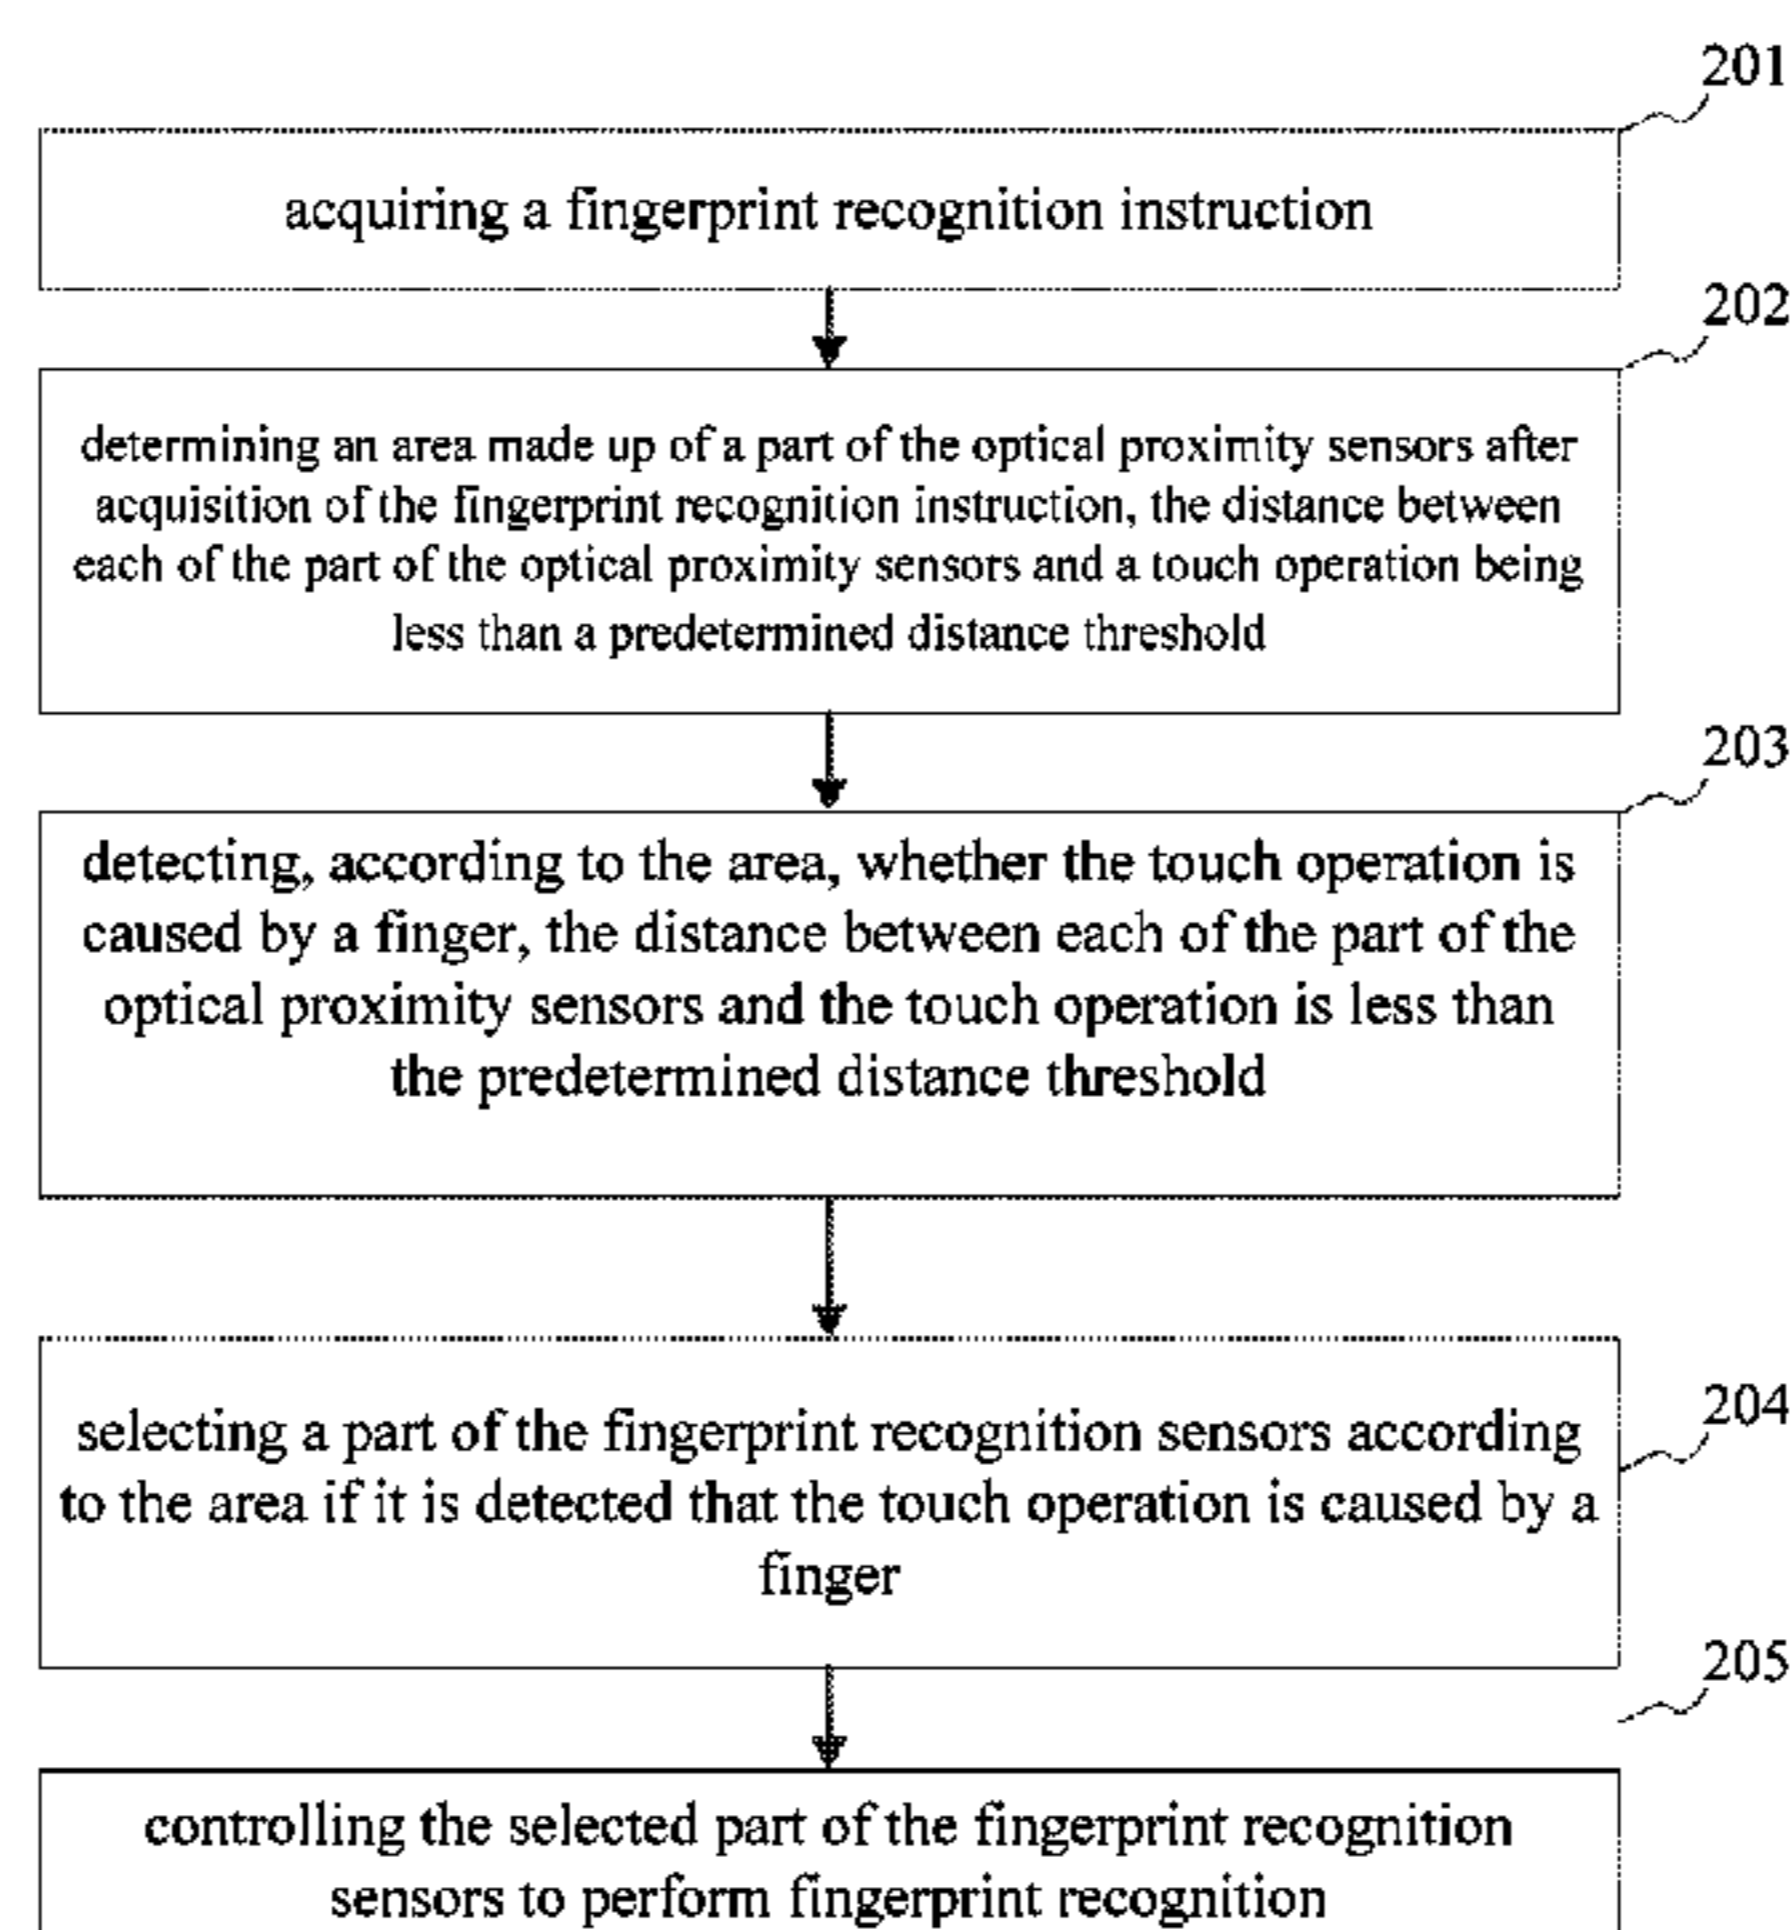 201
acquiring a fingerprint recognition instruction
202
determining an area made up of a part of the optical proximity sensors after
acquisition of the fingerprint recognition instruction, the distance between
each of the part of the optical proximity sensors and a touch operation being
less than a predetermined distance threshold
203
detecting, according to the area, whether the touch operation is
caused by a finger, the distance between each of the part of the
optical proximity sensors and the touch operation is less than
the predetermined distance threshold
204
selecting a part of the fingerprint recognition sensors according
to the area if it is detected that the touch operation is caused by a
finger
205
controlling the selected part of the fingerprint recognition
sensors to perform fingerprint recognition